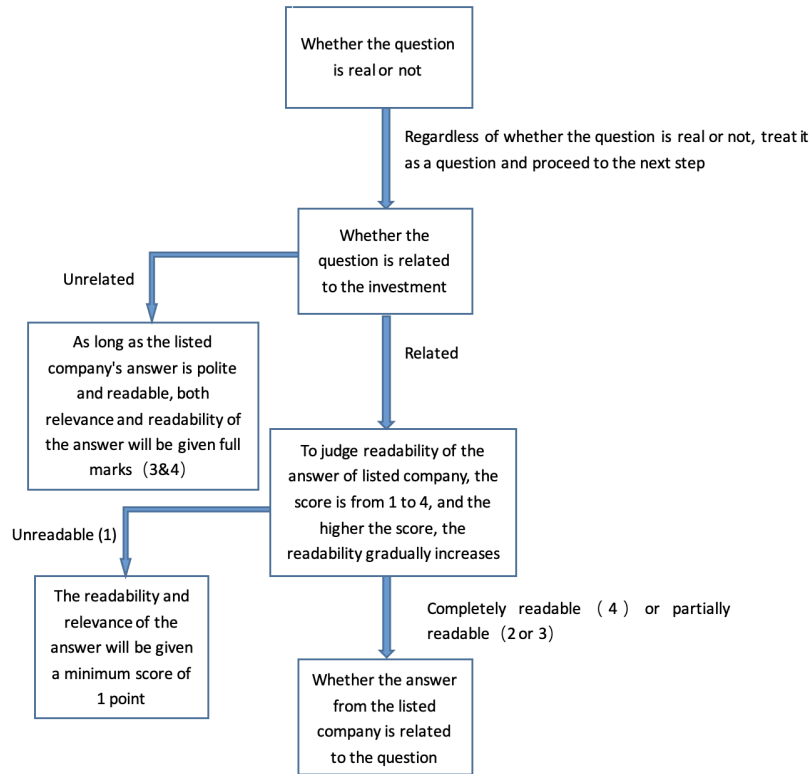 Whether the question
is real or not
Regardless of whether the question is real or not, treat it
as a question and proceed to the next step
Whether the
question is related
to the investment
Unrelated
As long as the listed
company's answer is polite
and readable, both
relevance and readability of
the answer will be given full
marks（3&4）
Related
To judge readability of the
answer of listed company, the
score is from 1 to 4, and the
higher the score, the
readability gradually increases
Unreadable (1)
The readability and
relevance of the
answer will be given
a minimum score of
1 point
Completely readable （4） or partially
readable（2 or 3）
Whether the answer
from the listed
company is related
to the question